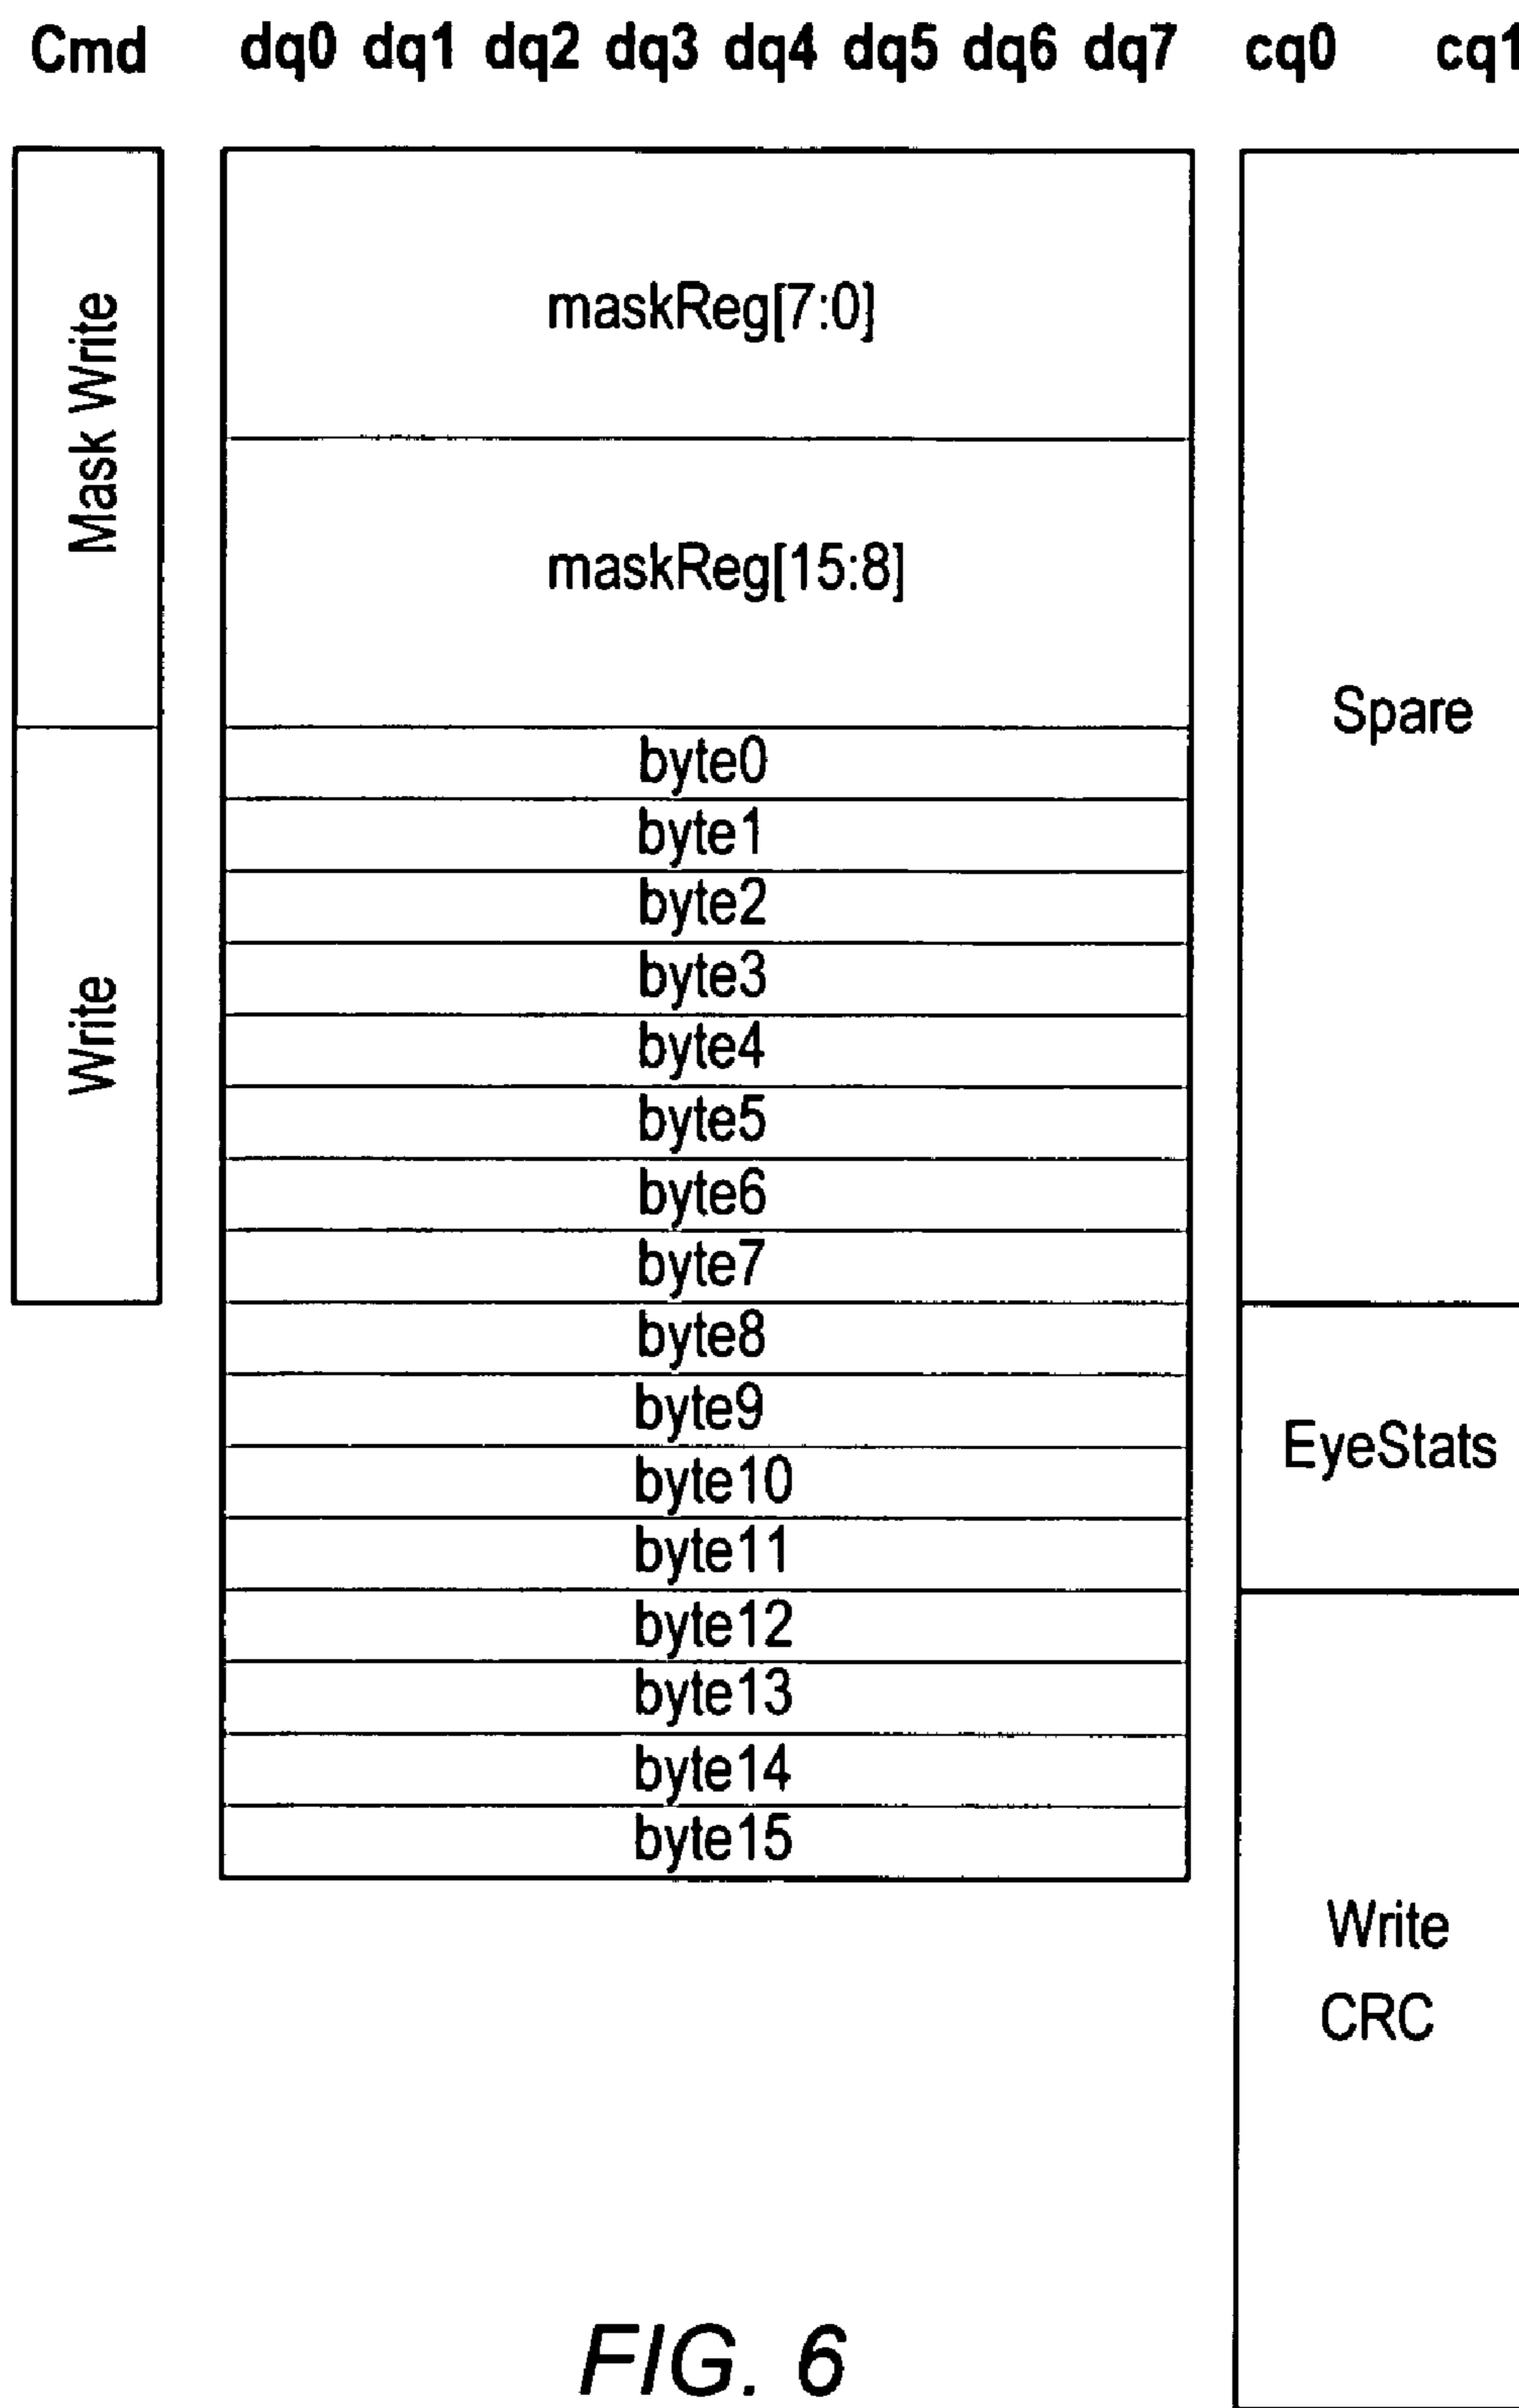 Cmd dq0 dq1 dq2 dq3 dq4 dq5 dq6 dq7 cq0 cq1
Mask Write
maskReg[7:0]
maskReg[15:8]
Spare
Write
byte0
byte1
byte2
byte3
byte4
byte5
byte6
byte7
byte8
byte9
byte10
byte11
byte12
byte13
byte14
byte15
EyeStats
Write
CRC
FIG. 6